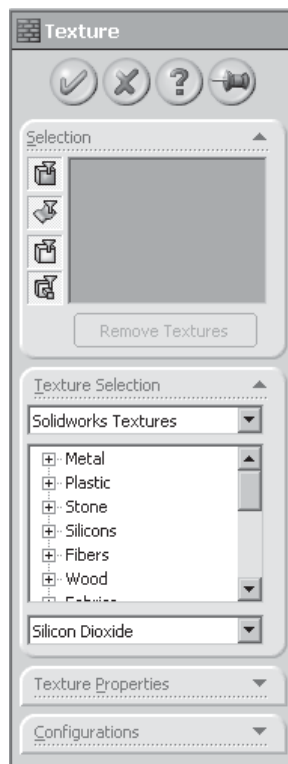 Texture
?
Selection
Remove Textures
Texture Selection
Solidworks Textures
Metal
Plastic
Stone
Silicons
Fibers
Wood
Fabrics
Silicon Dioxide
Texture Properties
Configurations